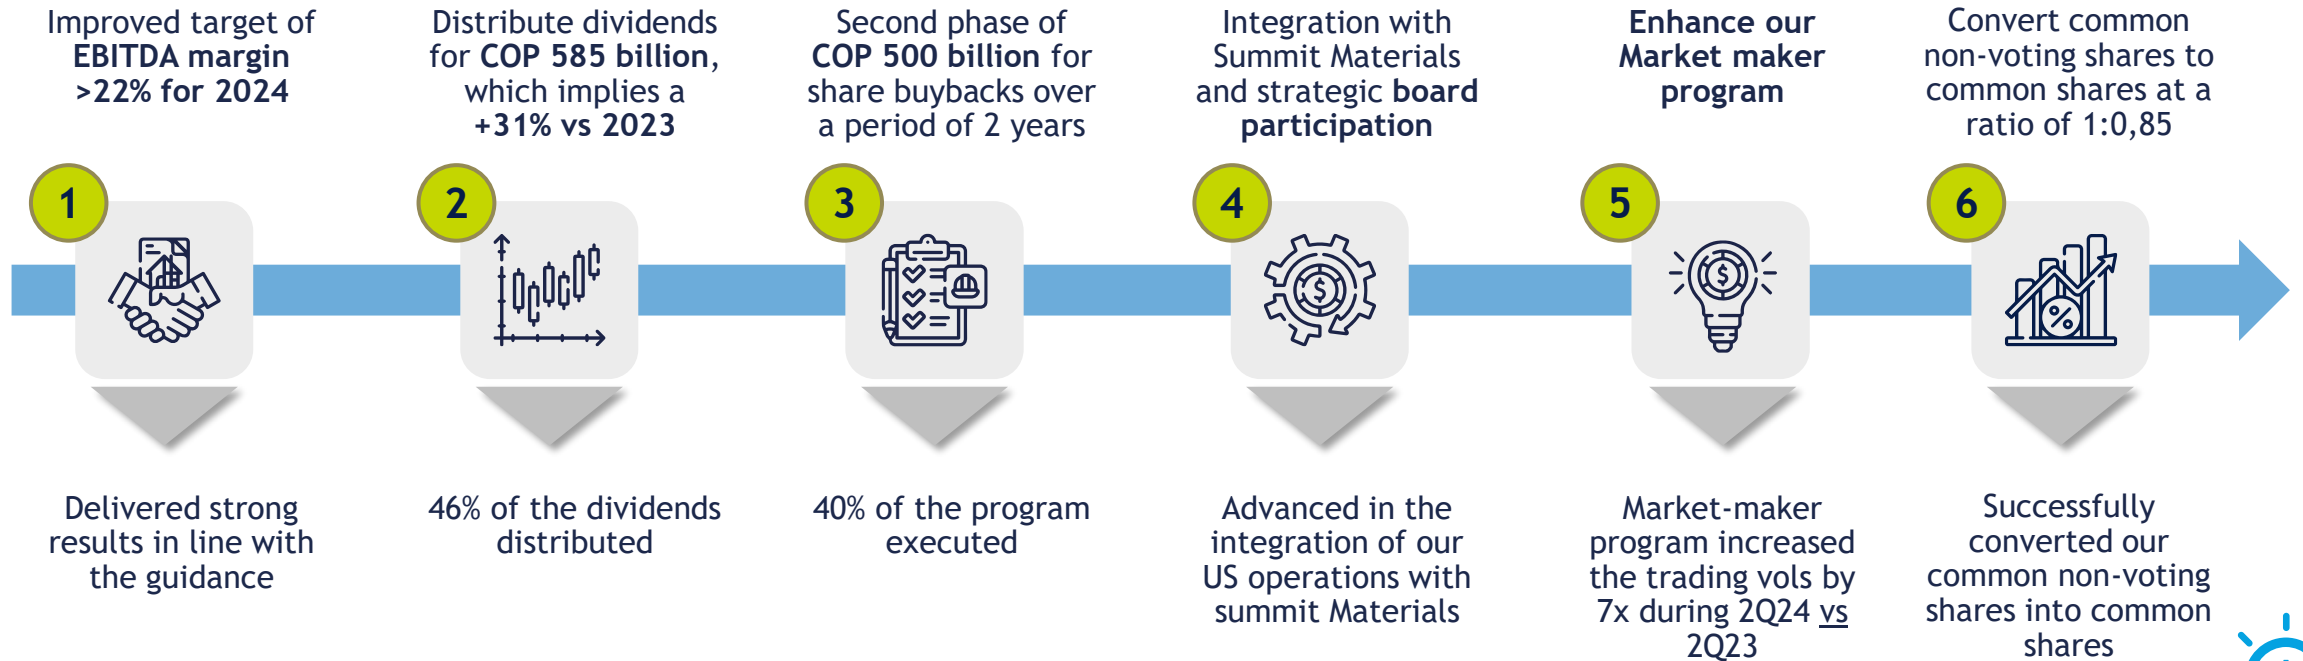 Improved target of
EBITDA margin
>22% for 2024
Distribute dividends
for COP 585 billion,
which implies a
+31% vs 2023
Second phase of
COP 500 billion for
share buybacks over
a period of 2 years
Integration with
Summit Materials
and strategic board
participation
Enhance our
Market maker
program
Convert common
non-voting shares to
common shares at a
ratio of 1:0,85
1
2
3
4
5
6
Delivered strong
results in line with
the guidance
46% of the dividends
distributed
40% of the program
executed
Advanced in the
integration of our
US operations with
summit Materials
Market-maker
program increased
the trading vols by
7x during 2Q24 vs
2Q23
Successfully
converted our
common non-voting
shares into common
shares